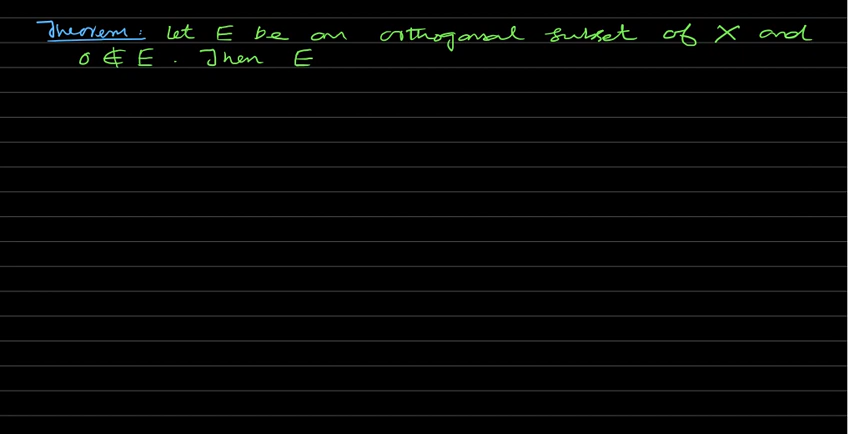 Theorem: Let E be an orthogonal subset of X and
0 ∉ E. Then E